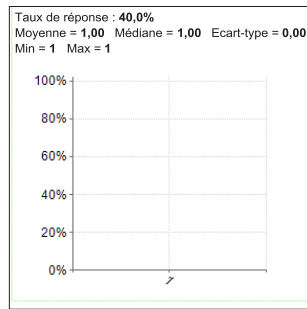 Taux de réponse : 40,0%
Moyenne = 1,00 Médiane = 1,00 Ecart-type = 0,00
Min = 1 Max = 1
100%
80%
60%
40%
20%
0%
1